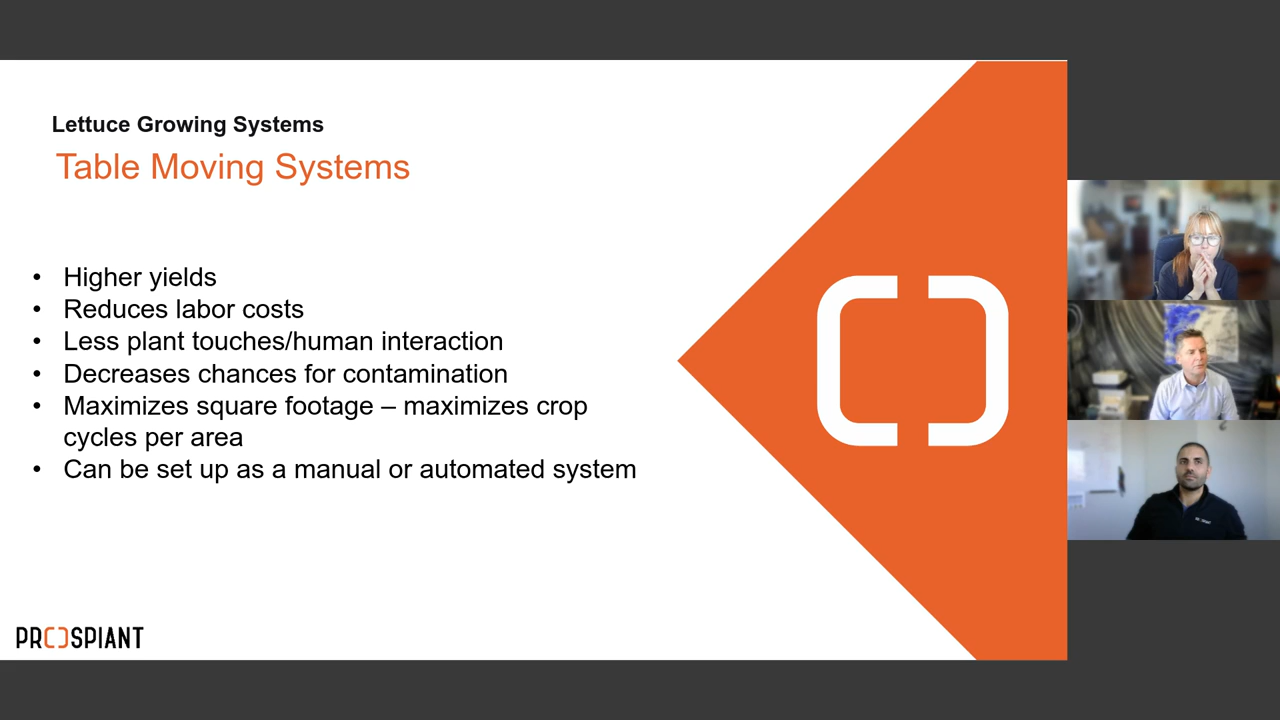 Lettuce Growing Systems
Table Moving Systems
• Higher yields
• Reduces labor costs
• Less plant touches/human interaction
• Decreases chances for contamination
• Maximizes square footage – maximizes crop
cycles per area
• Can be set up as a manual or automated system
PROSPIANT